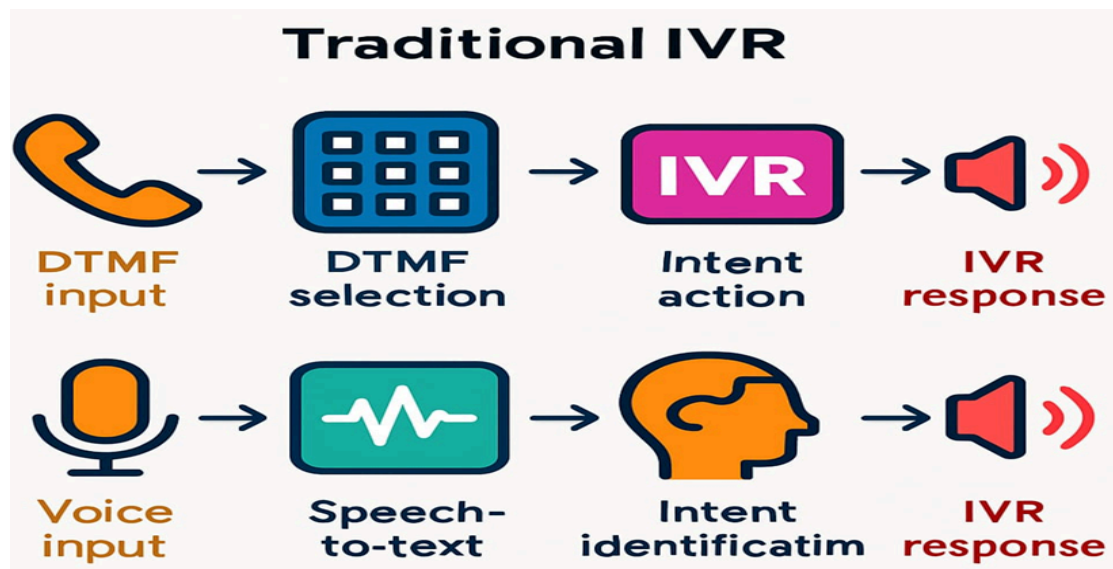 Traditional IVR
IVR
DTMF input
DTMF selection
Intent action
IVR response
Voice input
Speech-to-text
Intent identificatim
IVR response